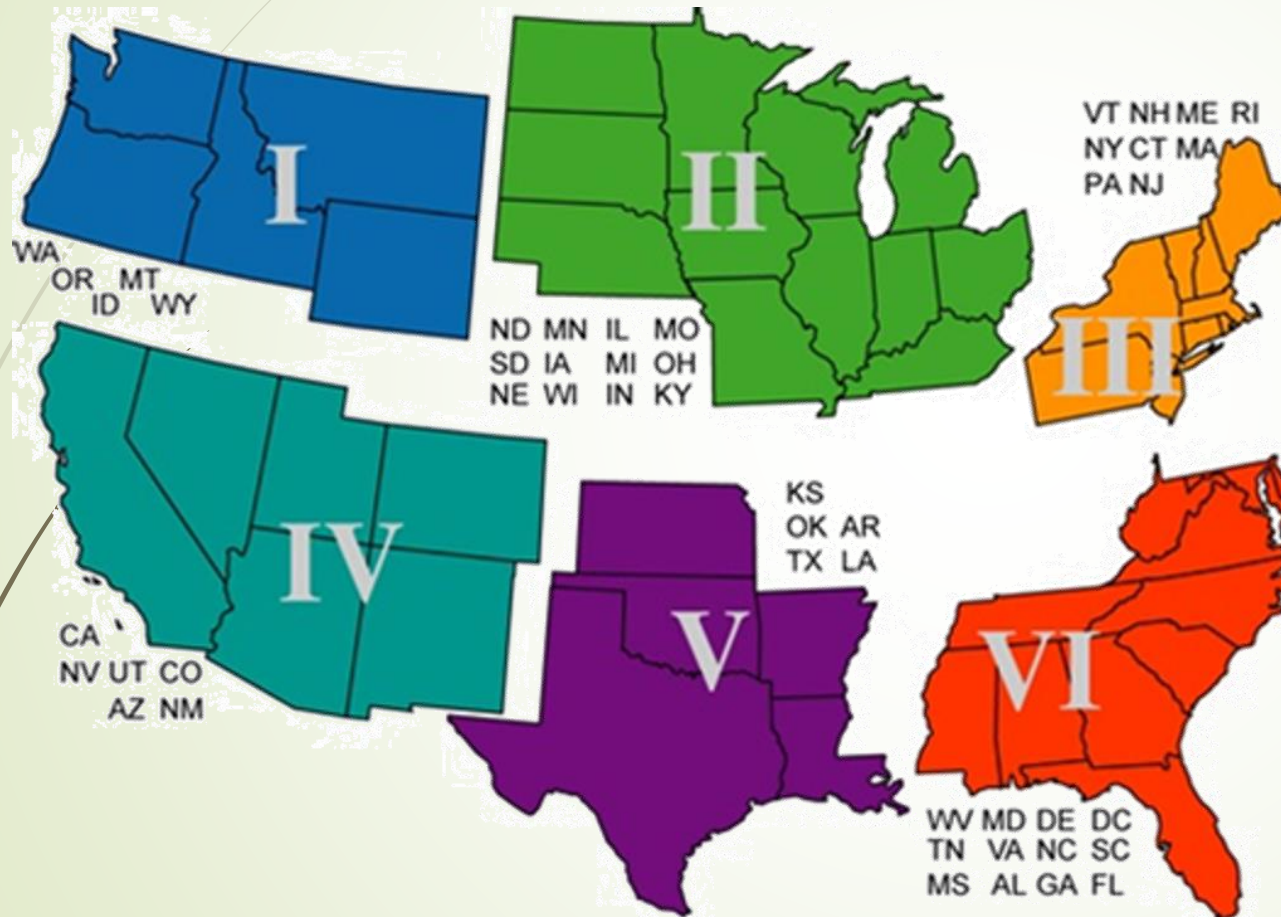 I
WA
OR MT
ID WY
II
ND MN IL MO
SD IA MI OH
NE WI IN KY
VT NH ME RI
NY CT MA
PA NJ
III
IV
CA
NV UT CO
AZ NM
KS
OK AR
TX LA
V
VI
WV MD DE DC
TN VA NC SC
MS AL GA FL